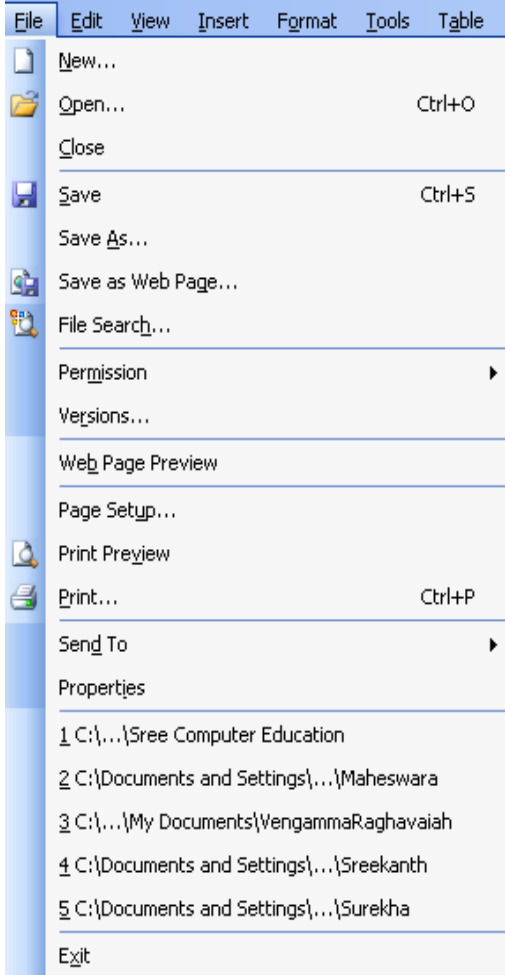 File Edit View Insert Format Tools Table
New...
Open... Ctrl+O
Close
Save Ctrl+S
Save As...
Save as Web Page...
File Search...
Permission
Versions...
Web Page Preview
Page Setup...
Print Preview
Print... Ctrl+P
Send To
Properties
1 C:\...\Sree Computer Education
2 C:\Documents and Settings\...\Maheswara
3 C:\...\My Documents\VengammaRaghavaiah
4 C:\Documents and Settings\...\Sreekanth
5 C:\Documents and Settings\...\Surekha
Exit